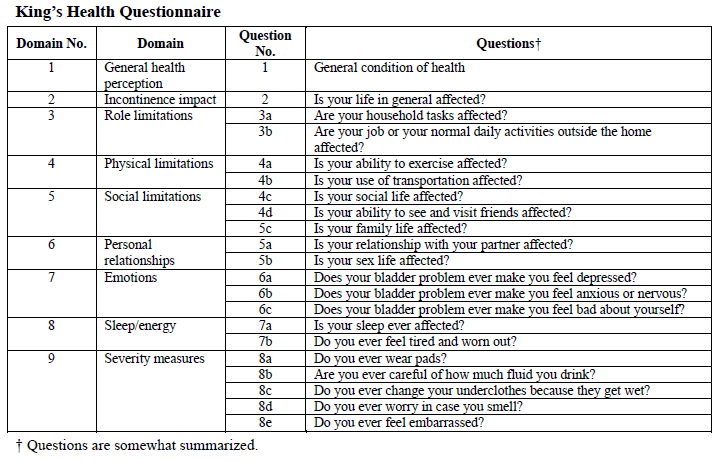 King's Health Questionnaire
Domain No. Domain Question No. Questions†
1 General health perception 1 General condition of health
2 Incontinence impact 2 Is your life in general affected?
3 Role limitations 3a Are your household tasks affected?
3b Are your job or your normal daily activities outside the home affected?
4 Physical limitations 4a Is your ability to exercise affected?
4b Is your use of transportation affected?
5 Social limitations 4c Is your social life affected?
4d Is your ability to see and visit friends affected?
5c Is your family life affected?
6 Personal relationships 5a Is your relationship with your partner affected?
5b Is your sex life affected?
7 Emotions 6a Does your bladder problem ever make you feel depressed?
6b Does your bladder problem ever make you feel anxious or nervous?
6c Does your bladder problem ever make you feel bad about yourself?
8 Sleep/energy 7a Is your sleep ever affected?
7b Do you ever feel tired and worn out?
9 Severity measures 8a Do you ever wear pads?
8b Are you ever careful of how much fluid you drink?
8c Do you ever change your underclothes because they get wet?
8d Do you ever worry in case you smell?
8e Do you ever feel embarrassed?
† Questions are somewhat summarized.